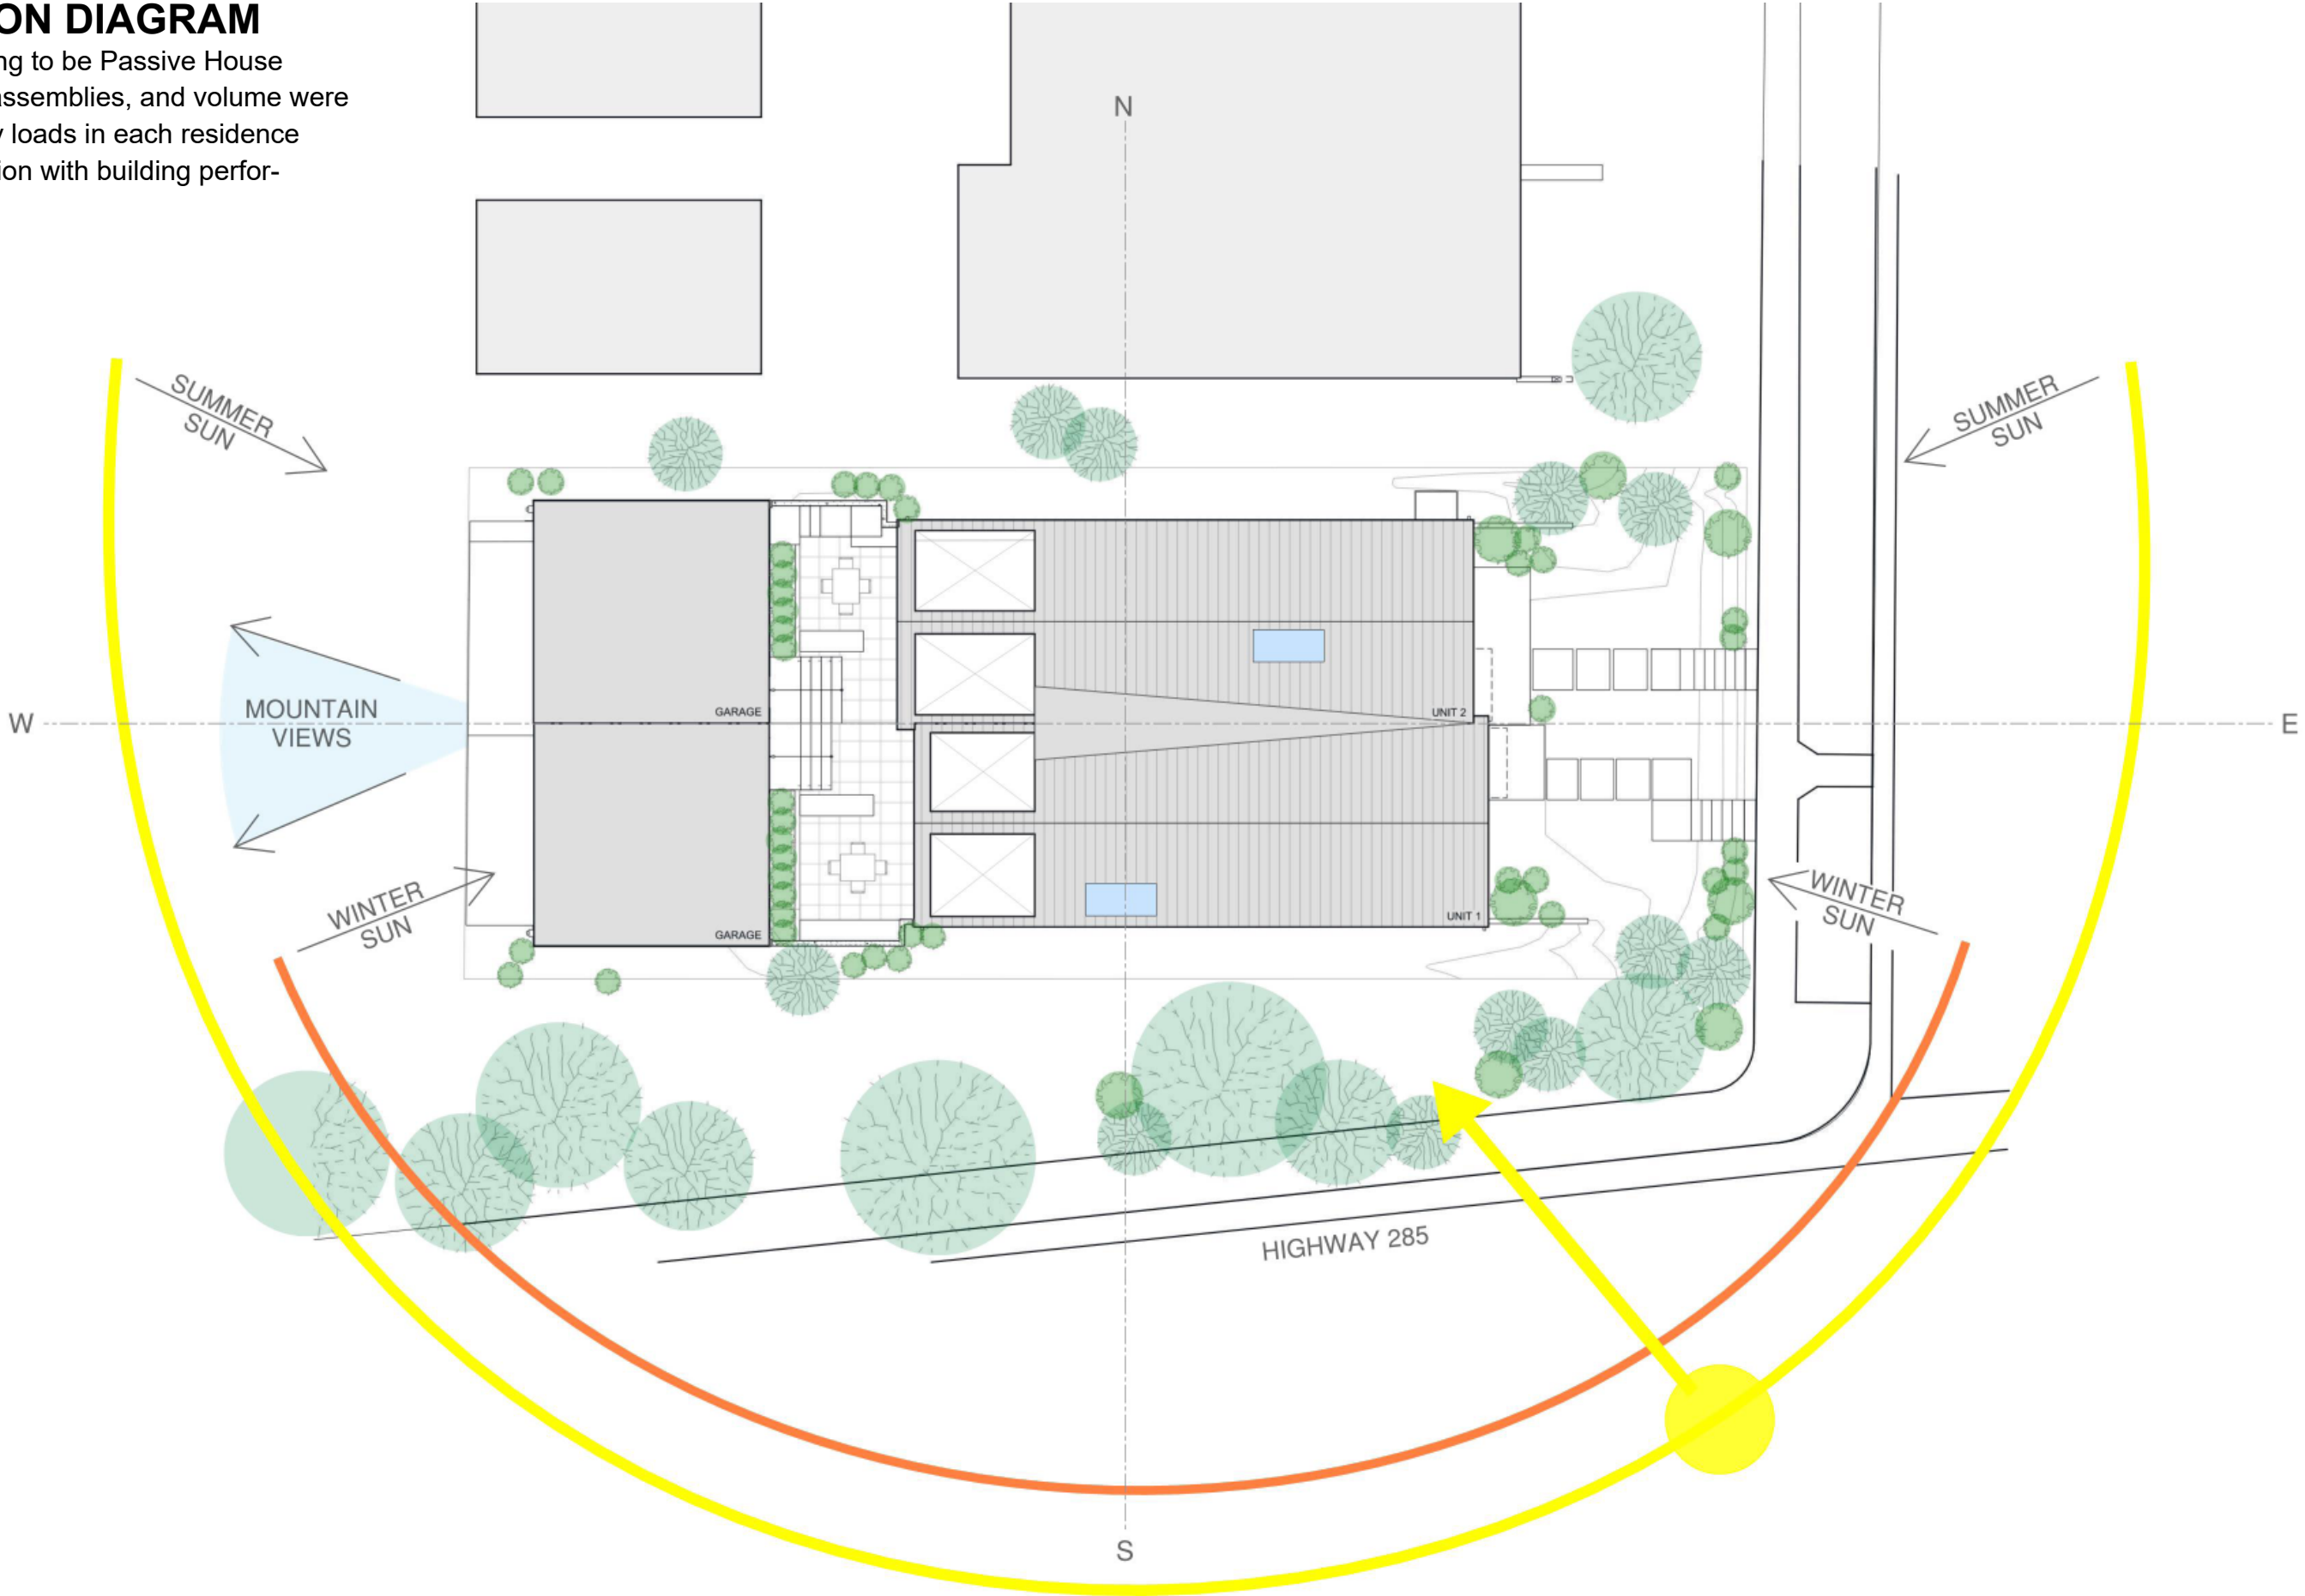 ON DIAGRAM
ng to be Passive House
assemblies, and volume were
y loads in each residence
ion with building perfor-
N
SUMMER
SUN
SUMMER
SUN
MOUNTAIN
VIEWS
W
E
GARAGE
UNIT 2
WINTER
SUN
GARAGE
UNIT 1
WINTER
SUN
HIGHWAY 285
S